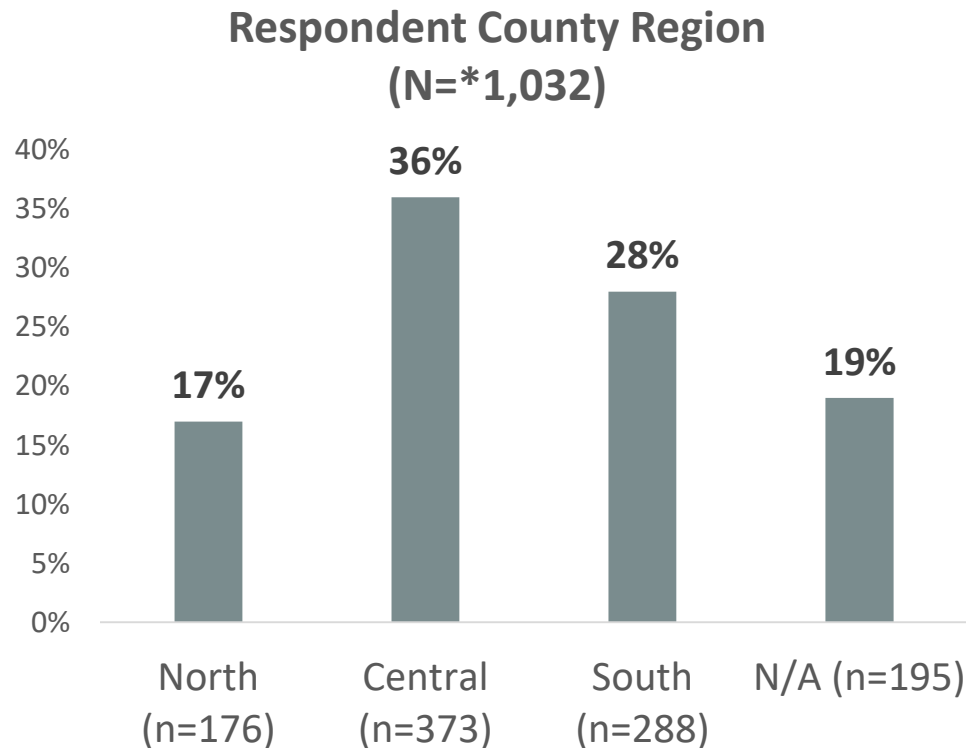 Respondent County Region
(N=*1,032)
40%
35%
30%
25%
20%
15%
10%
5%
0%
17%
36%
28%
19%
North
(n=176)
Central
(n=373)
South
(n=288)
N/A (n=195)